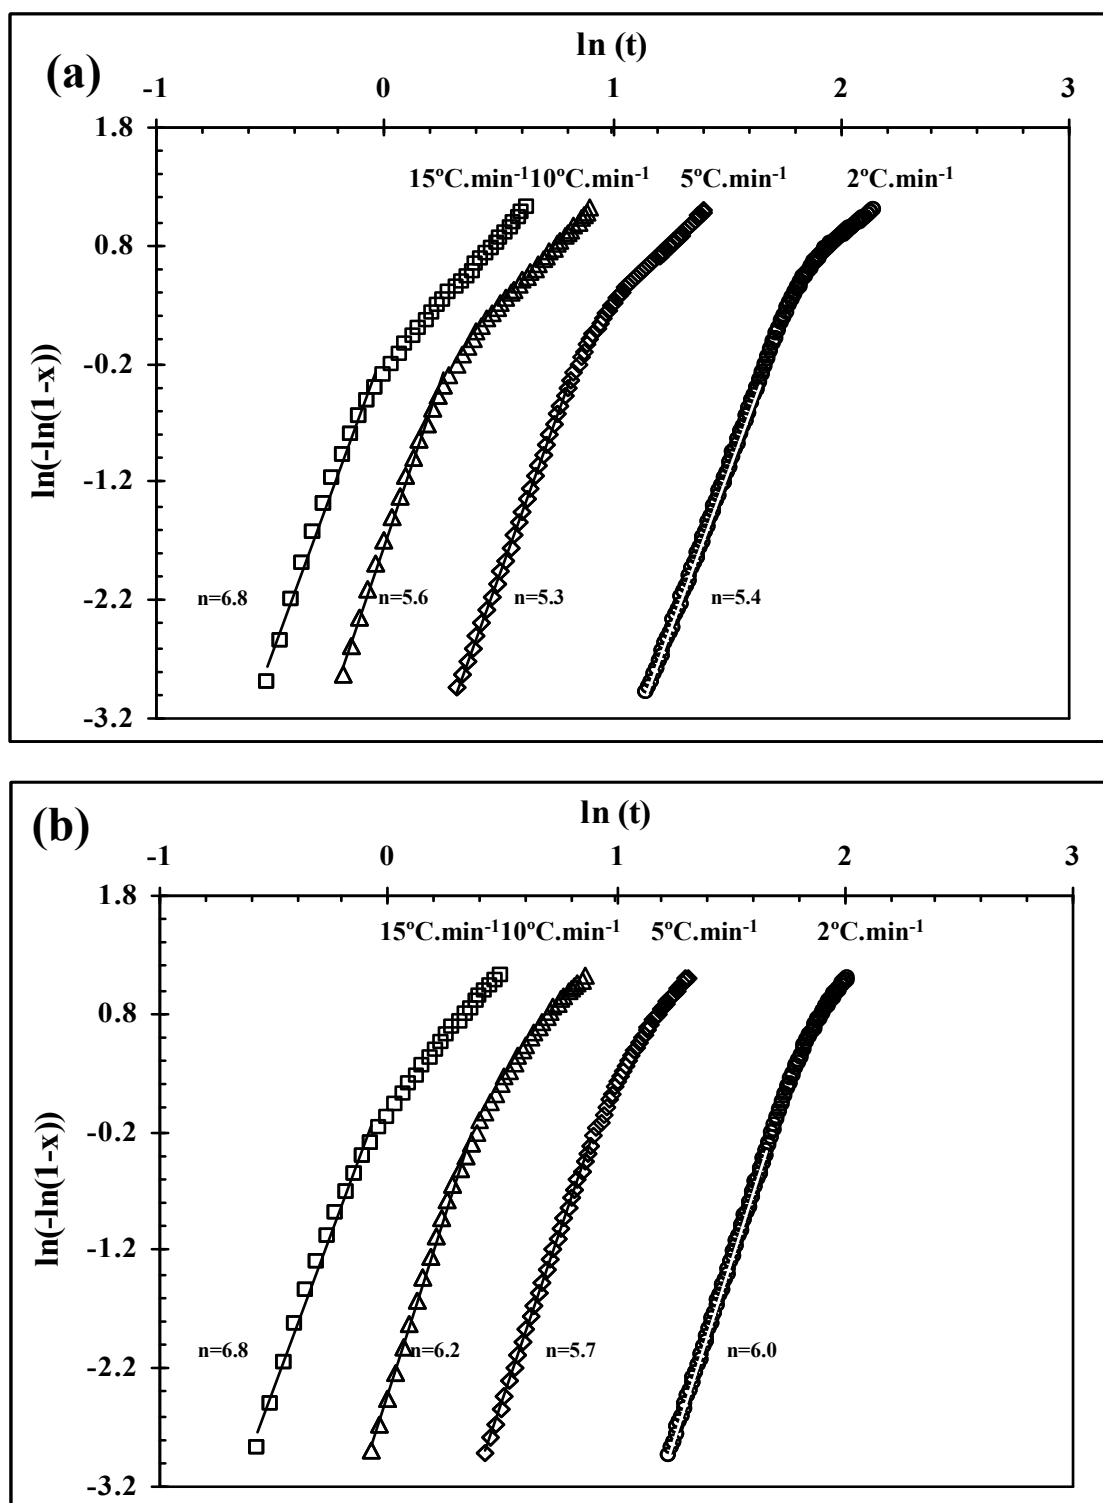 (a)
ln (t)
-1 0 1 2 3
1.8
15ºC.min-1 10ºC.min-1 5ºC.min-1 2ºC.min-1
0.8
-0.2
ln(-ln(1-x))
-1.2
-2.2
n=6.8 n=5.6 n=5.3 n=5.4
-3.2
(b)
ln (t)
-1 0 1 2 3
1.8
15ºC.min-1 10ºC.min-1 5ºC.min-1 2ºC.min-1
0.8
-0.2
ln(-ln(1-x))
-1.2
n=6.8 n=6.2 n=5.7 n=6.0
-2.2
-3.2